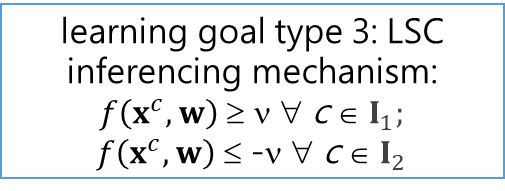 learning goal type 3: LSC
inferencing mechanism:
f(𝐱ᶜ, 𝐰) ≥ ν ∀ c ∈ 𝐈₁;
f(𝐱ᶜ, 𝐰) ≤ -ν ∀ c ∈ 𝐈₂